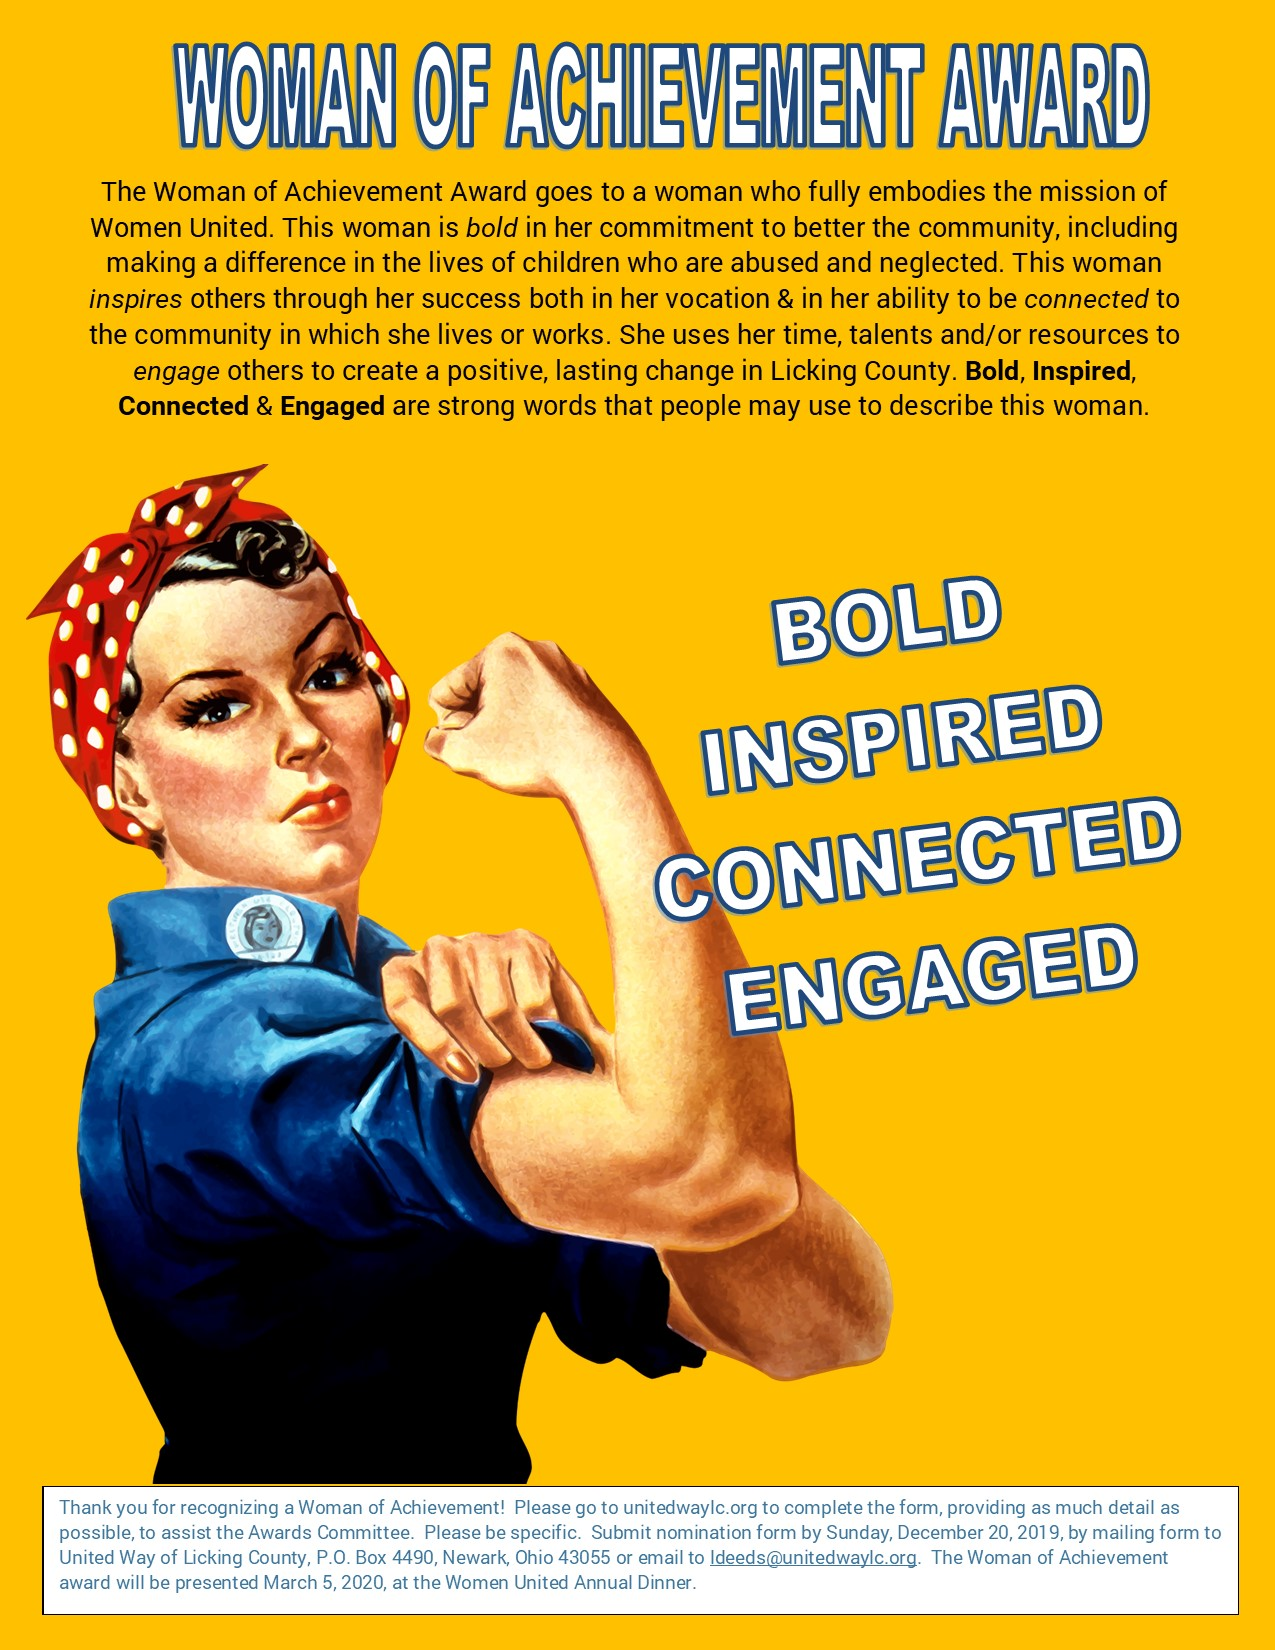 WOMAN OF ACHIEVEMENT AWARD
The Woman of Achievement Award goes to a woman who fully embodies the mission of
Women United. This woman is bold in her commitment to better the community, including
making a difference in the lives of children who are abused and neglected. This woman
inspires others through her success both in her vocation & in her ability to be connected to
the community in which she lives or works. She uses her time, talents and/or resources to
engage others to create a positive, lasting change in Licking County. Bold, Inspired,
Connected & Engaged are strong words that people may use to describe this woman.
BOLD
INSPIRED
CONNECTED
ENGAGED
Thank you for recognizing a Woman of Achievement! Please go to unitedwaylc.org to complete the form, providing as much detail as
possible, to assist the Awards Committee. Please be specific. Submit nomination form by Sunday, December 20, 2019, by mailing form to
United Way of Licking County, P.O. Box 4490, Newark, Ohio 43055 or email to ldeeds@unitedwaylc.org. The Woman of Achievement
award will be presented March 5, 2020, at the Women United Annual Dinner.